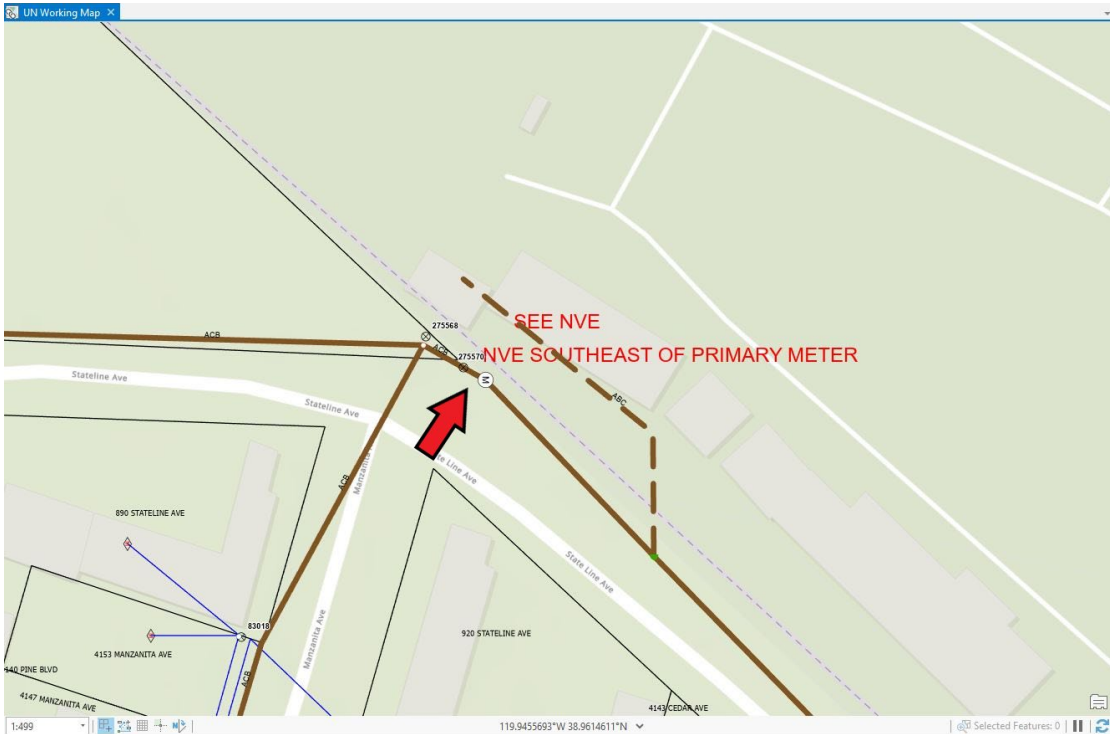 UN Working Map
ACB
275568
SEE NVE
ACB
275570
NVE SOUTHEAST OF PRIMARY METER
M
Stateline Ave
ABC
Stateline Ave
State Line Ave
ACB
890 STATELINE AVE
State Line Ave
83018
Manzanita Ave
920 STATELINE AVE
4153 MANZANITA AVE
140 PINE BLVD
ACB
4147 MANZANITA AVE
4143 CEDAR AVE
1:499
119.9455693°W 38.9614611°N
Selected Features: 0